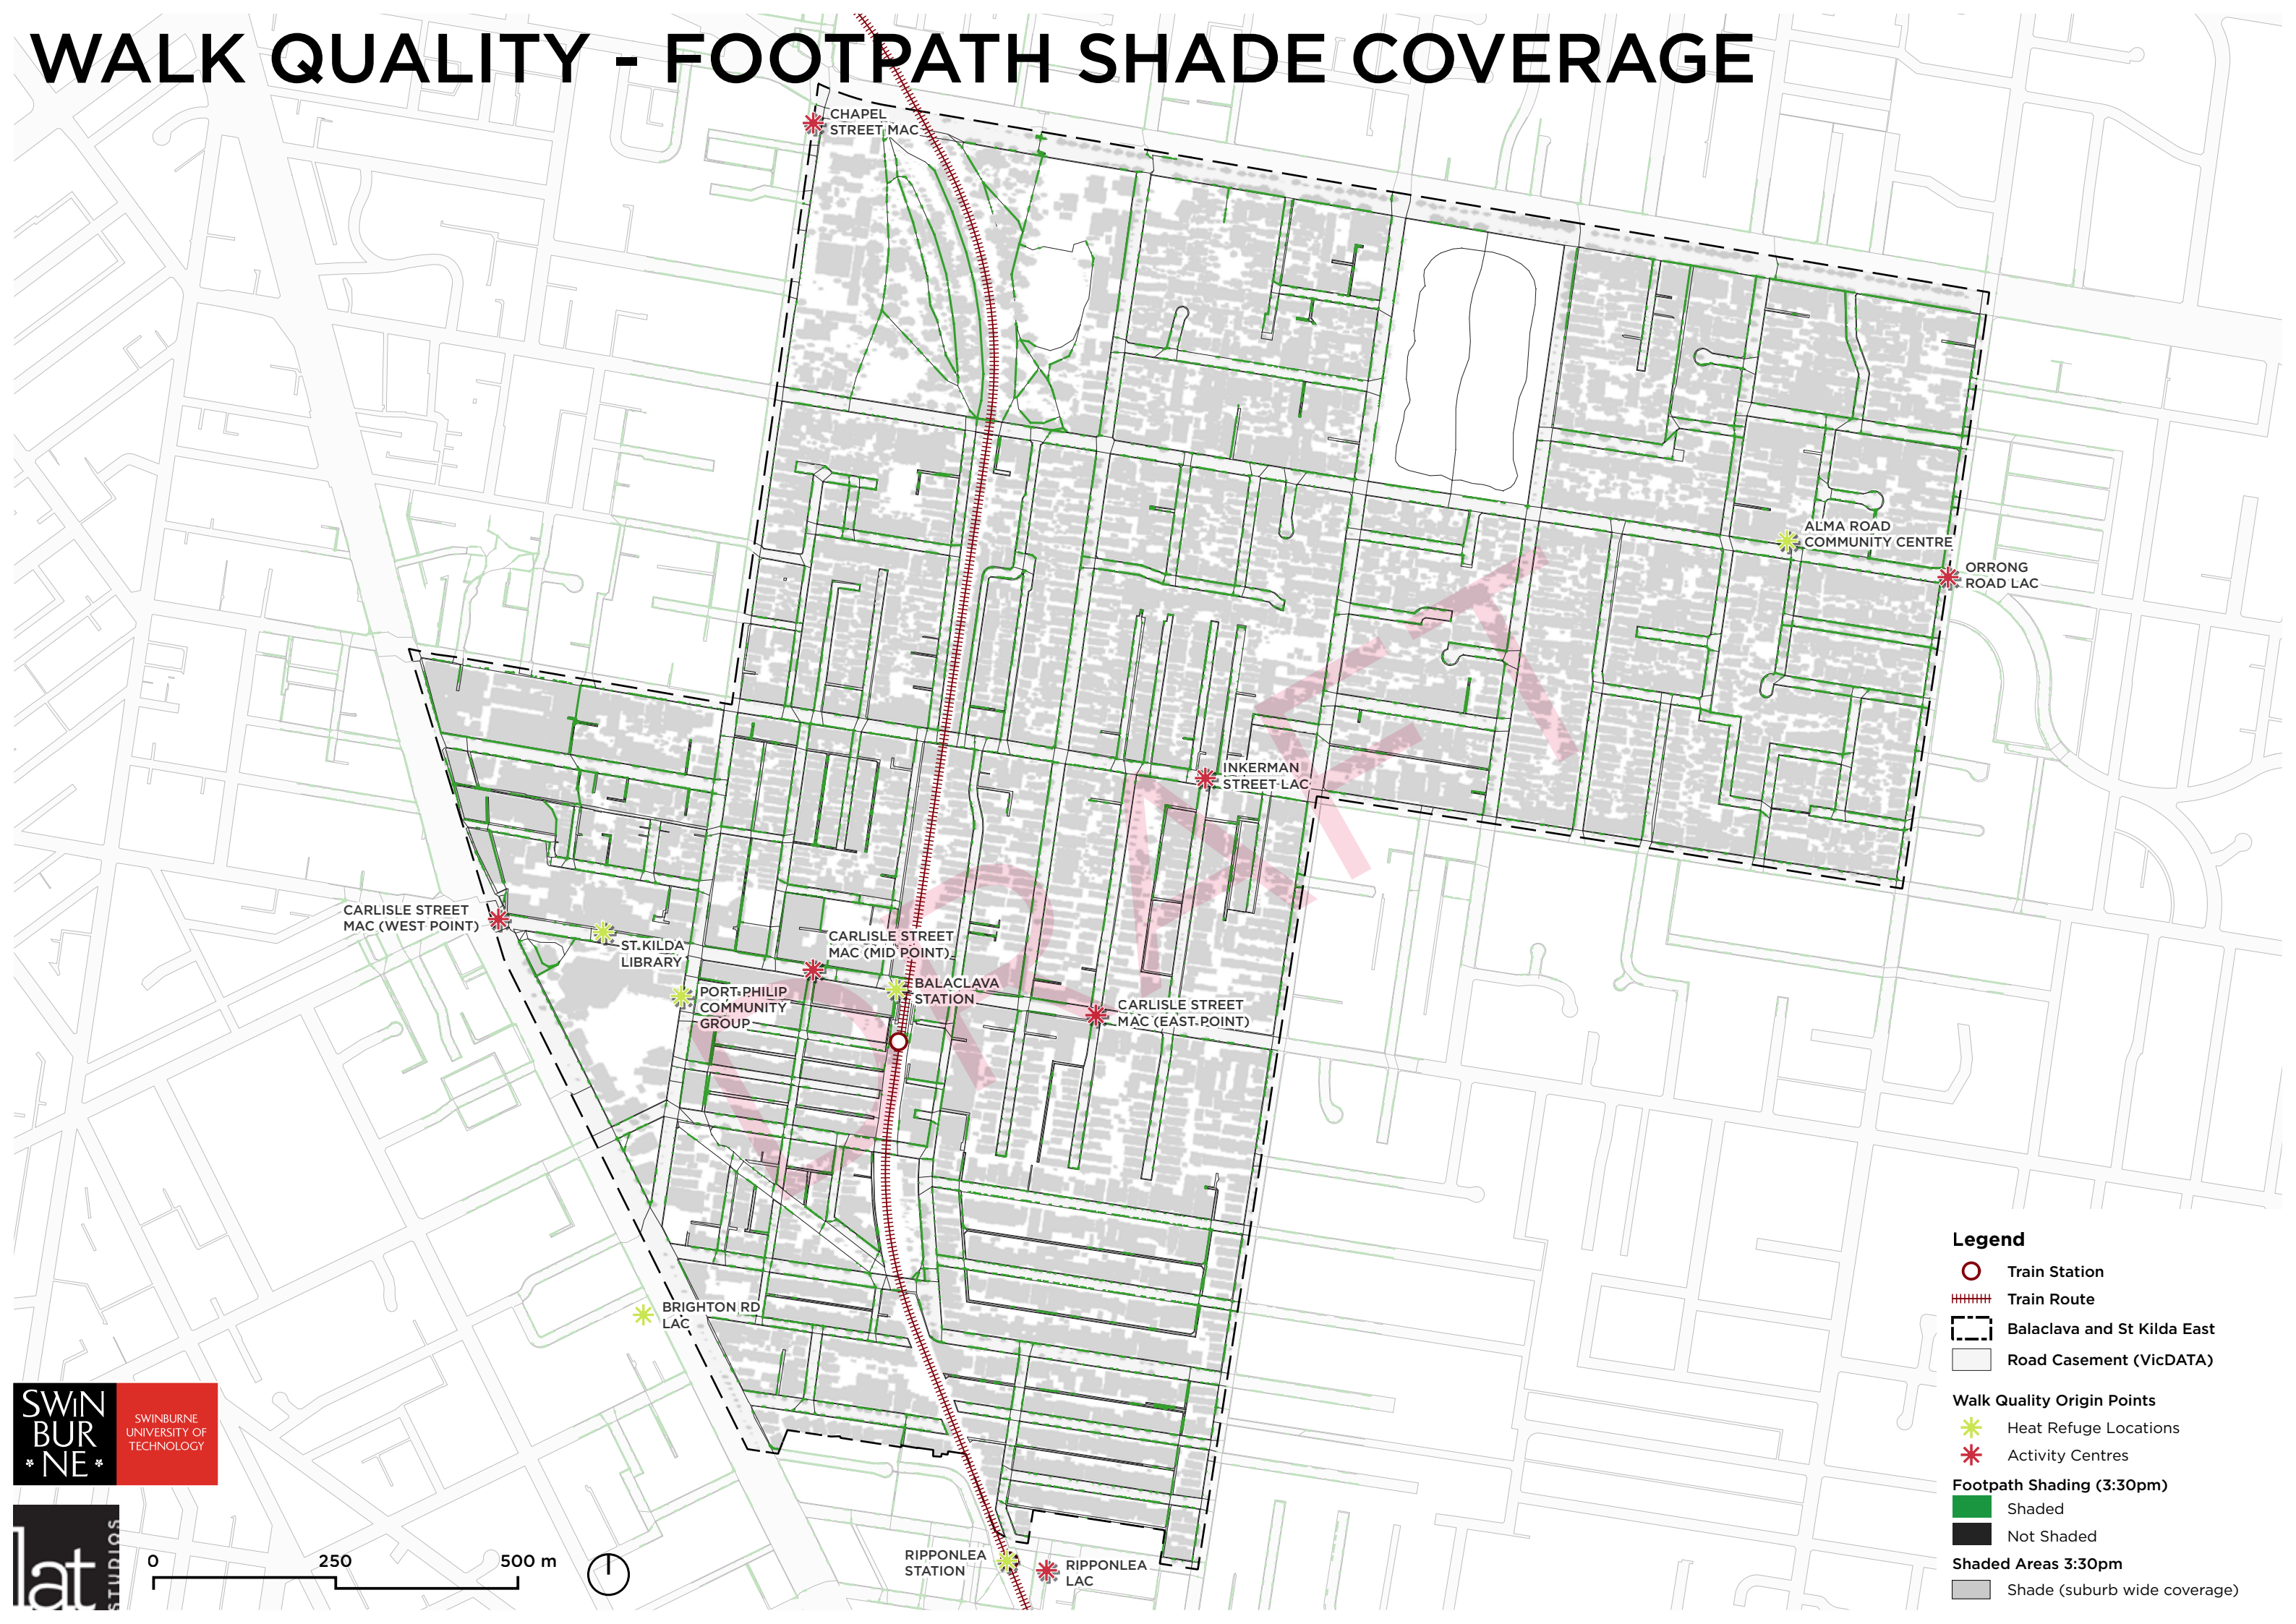 WALK QUALITY - FOOTPATH SHADE COVERAGE
CHAPEL
STREET MAC
ALMA ROAD
COMMUNITY CENTRE
ORRONG
ROAD LAC
INKERMAN
STREET LAC
CARLISLE STREET
MAC (WEST POINT)
ST KILDA
LIBRARY
CARLISLE STREET
MAC (MID POINT)
PORT PHILIP
COMMUNITY
GROUP
BALACLAVA
STATION
CARLISLE STREET
MAC (EAST POINT)
BRIGHTON RD
LAC
RIPPONLEA
STATION
RIPPONLEA
LAC
DRAFT
Legend
Train Station
Train Route
Balaclava and St Kilda East
Road Casement (VicDATA)
Walk Quality Origin Points
Heat Refuge Locations
Activity Centres
Footpath Shading (3:30pm)
Shaded
Not Shaded
Shaded Areas 3:30pm
Shade (suburb wide coverage)
SWIN
BUR
NE
SWINBURNE
UNIVERSITY OF
TECHNOLOGY
lat
STUDIOS
0 250 500 m